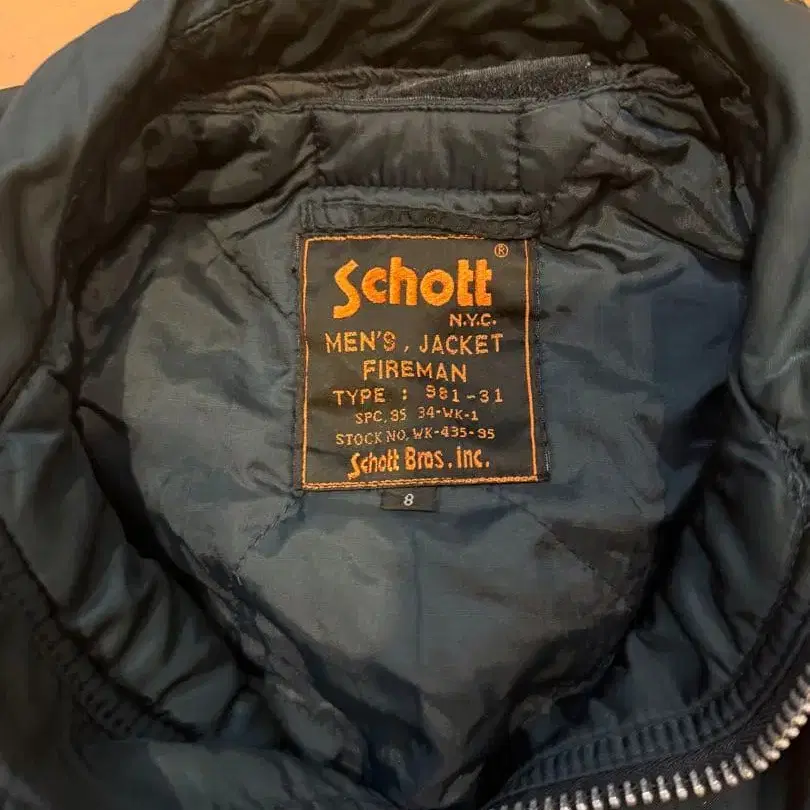 Schott ®
N.Y.C.
MEN'S, JACKET
FIREMAN
TYPE : 981-31
SPC, 95 34-WK-1
STOCK NO, WK-435-95
Schott Bros. inc.
8